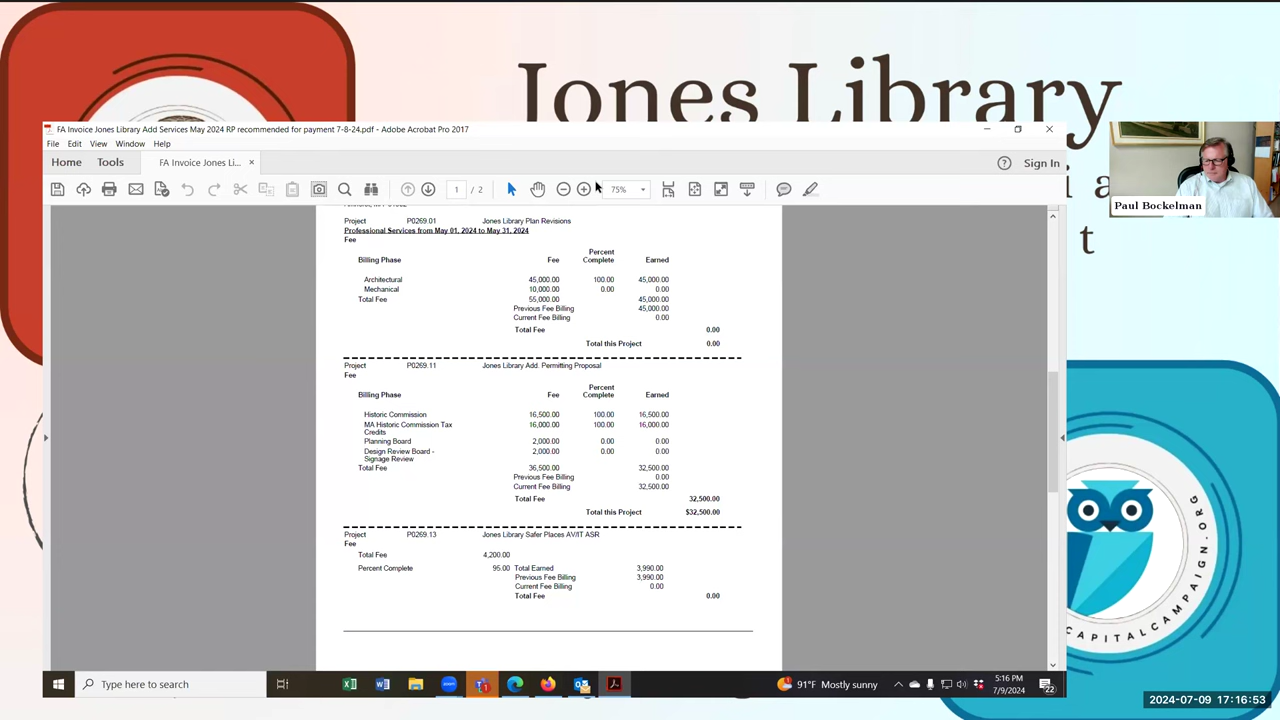 Jones Library
FA Invoice Jones Library Add Services May 2024 RP recommended for payment 7-8-24.pdf - Adobe Acrobat Pro 2017
File Edit View Window Help
Home Tools FA Invoice Jones Li... × Sign In
1 / 2 75%
Paul Bockelman
Project P0269.01 Jones Library Plan Revisions
Professional Services from May 01, 2024 to May 31, 2024
Fee
Percent
Billing Phase Fee Complete Earned
Architectural 45,000.00 100.00 45,000.00
Mechanical 10,000.00 0.00 0.00
Total Fee 55,000.00 45,000.00
Previous Fee Billing 45,000.00
Current Fee Billing 0.00
Total Fee 0.00
Total this Project 0.00
Project P0269.11 Jones Library Add. Permitting Proposal
Fee
Percent
Billing Phase Fee Complete Earned
Historic Commission 16,500.00 100.00 16,500.00
MA Historic Commission Tax 16,000.00 100.00 16,000.00
Credits
Planning Board 2,000.00 0.00 0.00
Design Review Board - 2,000.00 0.00 0.00
Signage Review
Total Fee 36,500.00 32,500.00
Previous Fee Billing 0.00
Current Fee Billing 32,500.00
Total Fee 32,500.00
Total this Project $32,500.00
Project P0269.13 Jones Library Safer Places AV/IT ASR
Fee
Total Fee 4,200.00
Percent Complete 95.00 Total Earned 3,990.00
Previous Fee Billing 3,990.00
Current Fee Billing 0.00
Total Fee 0.00
CAPITALCAMPAIGN.ORG
Type here to search
91°F Mostly sunny
5:16 PM
7/9/2024
22
2024-07-09 17:16:53